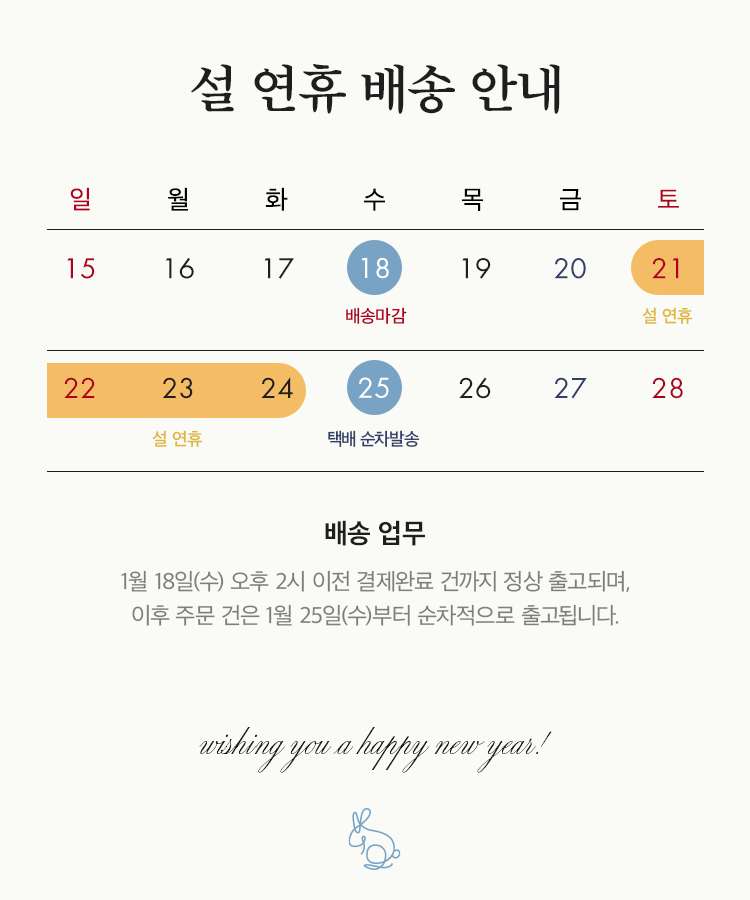 설 연휴 배송 안내
일 월 화 수 목 금 토
15 16 17 18 19 20 21
배송마감 설 연휴
22 23 24 25 26 27 28
설 연휴 택배 순차발송
배송 업무
1월 18일(수) 오후 2시 이전 결제완료 건까지 정상 출고되며,
이후 주문 건은 1월 25일(수)부터 순차적으로 출고됩니다.
wishing you a happy new year!